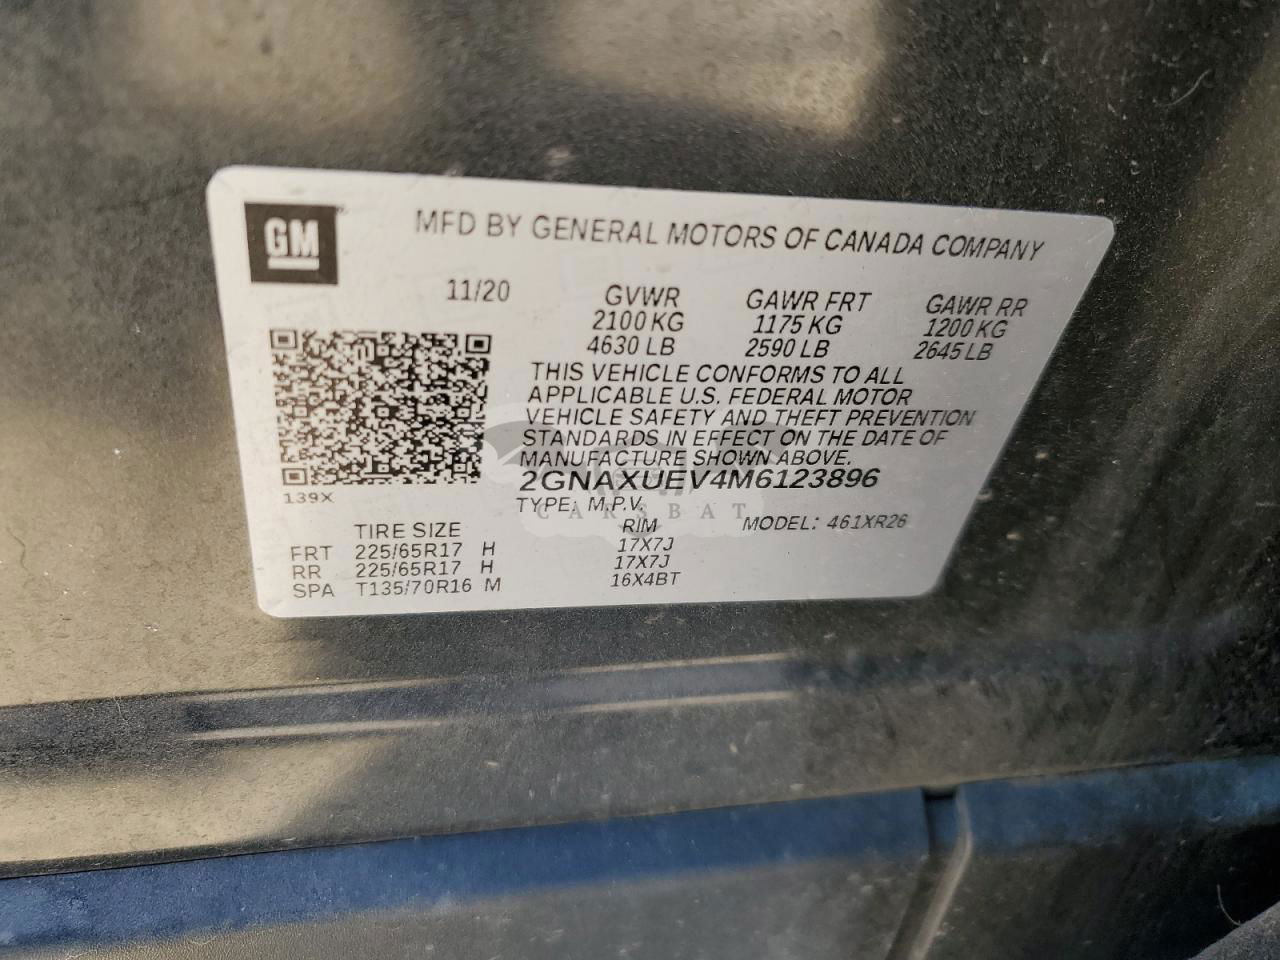 GM
MFD BY GENERAL MOTORS OF CANADA COMPANY
11/20
GVWR
2100 KG
4630 LB
GAWR FRT
1175 KG
2590 LB
GAWR RR
1200 KG
2645 LB
THIS VEHICLE CONFORMS TO ALL
APPLICABLE U.S. FEDERAL MOTOR
VEHICLE SAFETY AND THEFT PREVENTION
STANDARDS IN EFFECT ON THE DATE OF
MANUFACTURE SHOWN ABOVE.
2GNAXUEV4M6123896
139X
TYPE: M.P.V.
CARSBAT
MODEL: 461XR26
TIRE SIZE RIM
FRT 225/65R17 H 17X7J
RR 225/65R17 H 17X7J
SPA T135/70R16 M 16X4BT